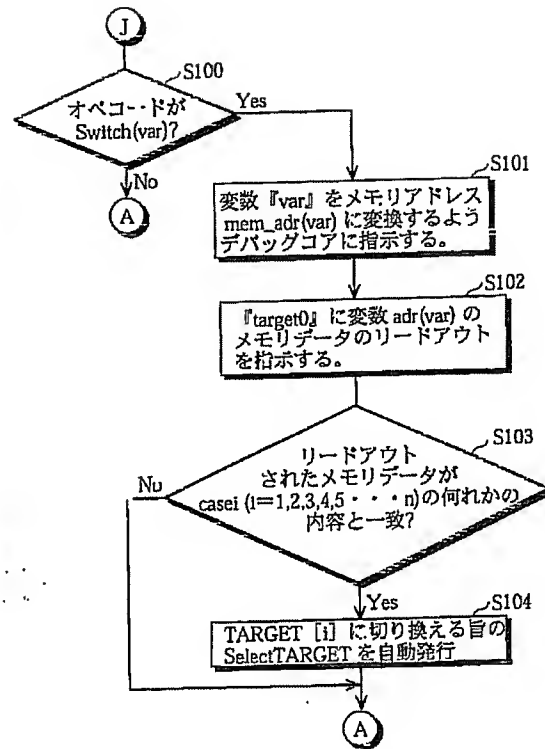 J
S100
オペコードが
Switch(var)?
Yes
No
A
S101
変数『var』をメモリアドレス
mem_adr(var) に変換するよう
デバッグコアに指示する。
S102
『target0』に変数 adr(var) の
メモリデータのリードアウト
を指示する。
S103
リードアウト
されたメモリデータが
casei (i=1,2,3,4,5・・・n)の何れかの
内容と一致?
No
Yes
S104
TARGET [i] に切り換える旨の
SelectTARGET を自動発行
A